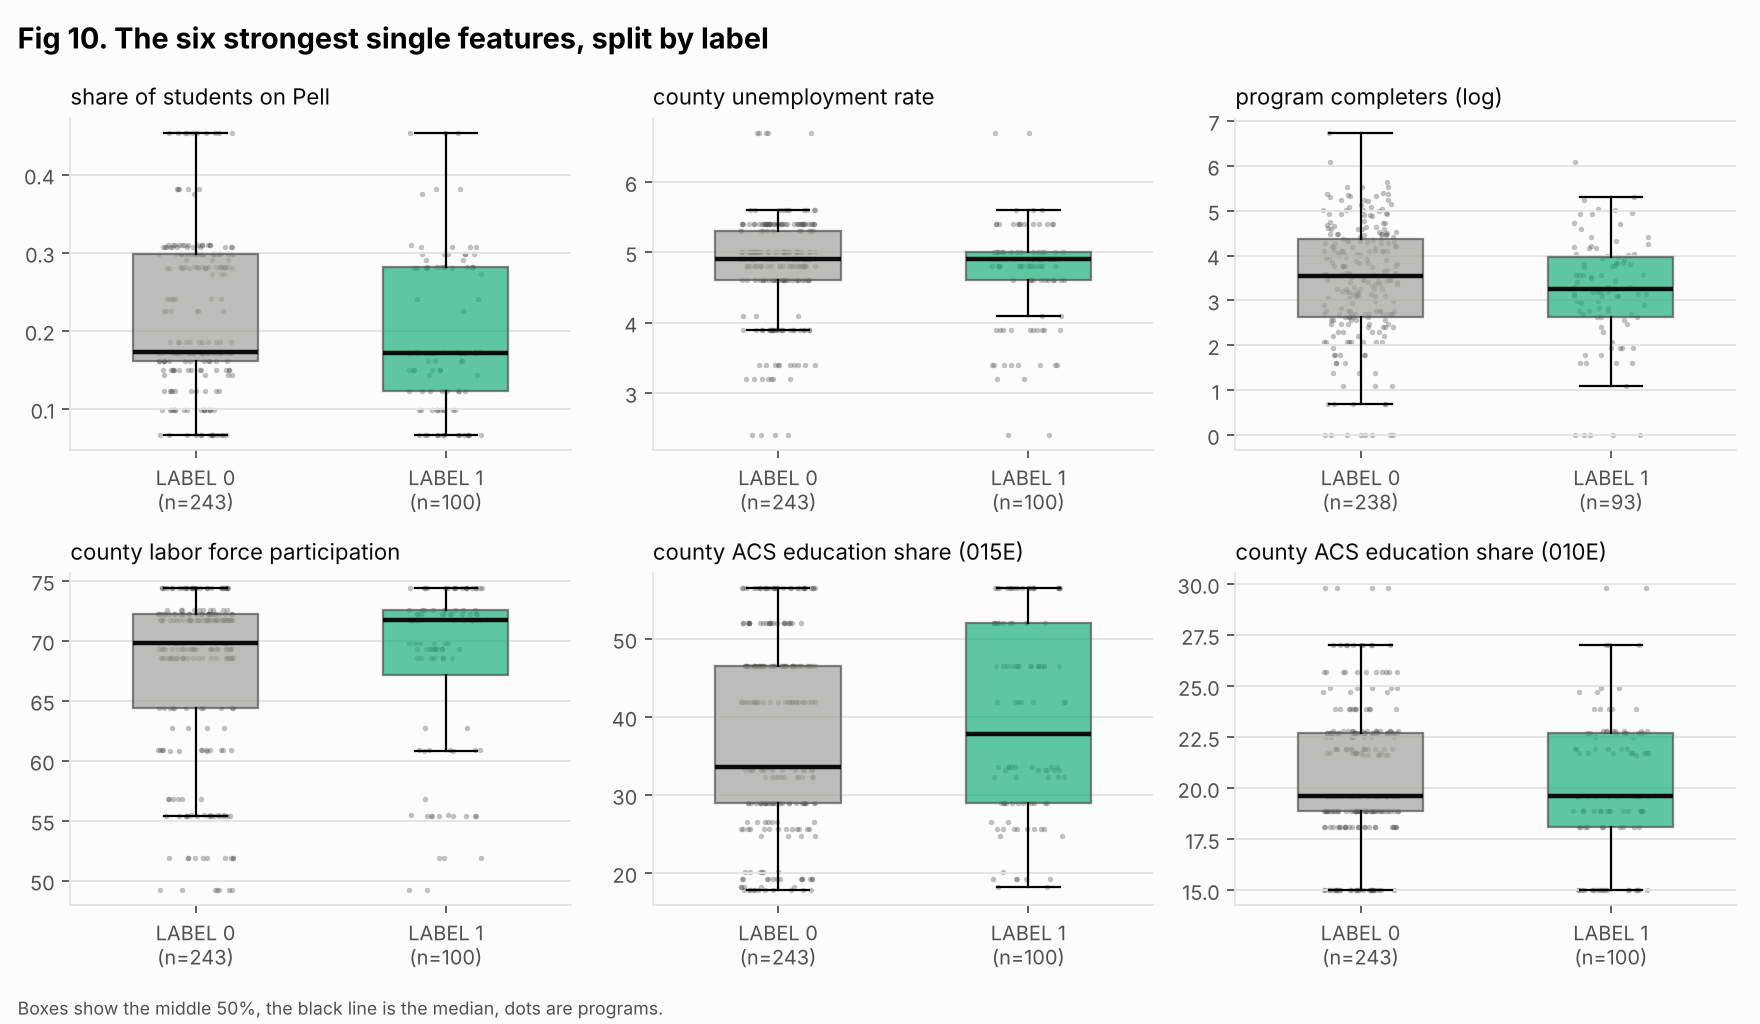 Fig 10. The six strongest single features, split by label
share of students on Pell
0.4
0.3
0.2
0.1
LABEL 0
(n=243)
LABEL 1
(n=100)
county unemployment rate
6
5
4
3
LABEL 0
(n=243)
LABEL 1
(n=100)
program completers (log)
7
6
5
4
3
2
1
0
LABEL 0
(n=238)
LABEL 1
(n=93)
county labor force participation
75
70
65
60
55
50
LABEL 0
(n=243)
LABEL 1
(n=100)
county ACS education share (015E)
50
40
30
20
LABEL 0
(n=243)
LABEL 1
(n=100)
county ACS education share (010E)
30.0
27.5
25.0
22.5
20.0
17.5
15.0
LABEL 0
(n=243)
LABEL 1
(n=100)
Boxes show the middle 50%, the black line is the median, dots are programs.